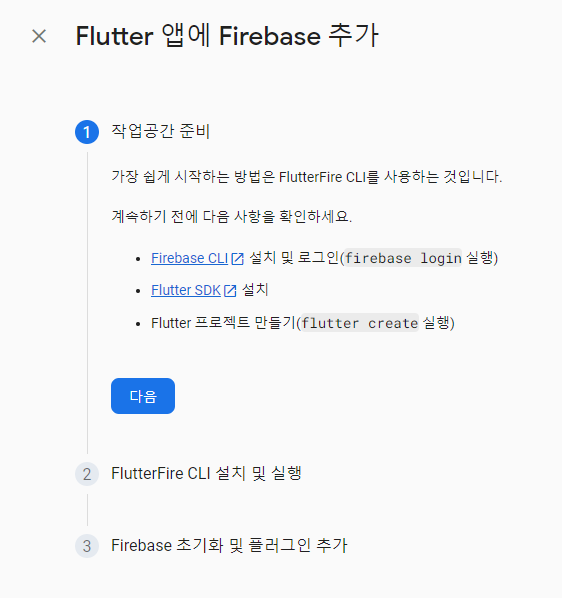 Flutter 앱에 Firebase 추가
1 작업공간 준비
가장 쉽게 시작하는 방법은 FlutterFire CLI를 사용하는 것입니다.
계속하기 전에 다음 사항을 확인하세요.
• Firebase CLI 설치 및 로그인(firebase login 실행)
• Flutter SDK 설치
• Flutter 프로젝트 만들기(flutter create 실행)
다음
2 FlutterFire CLI 설치 및 실행
3 Firebase 초기화 및 플러그인 추가